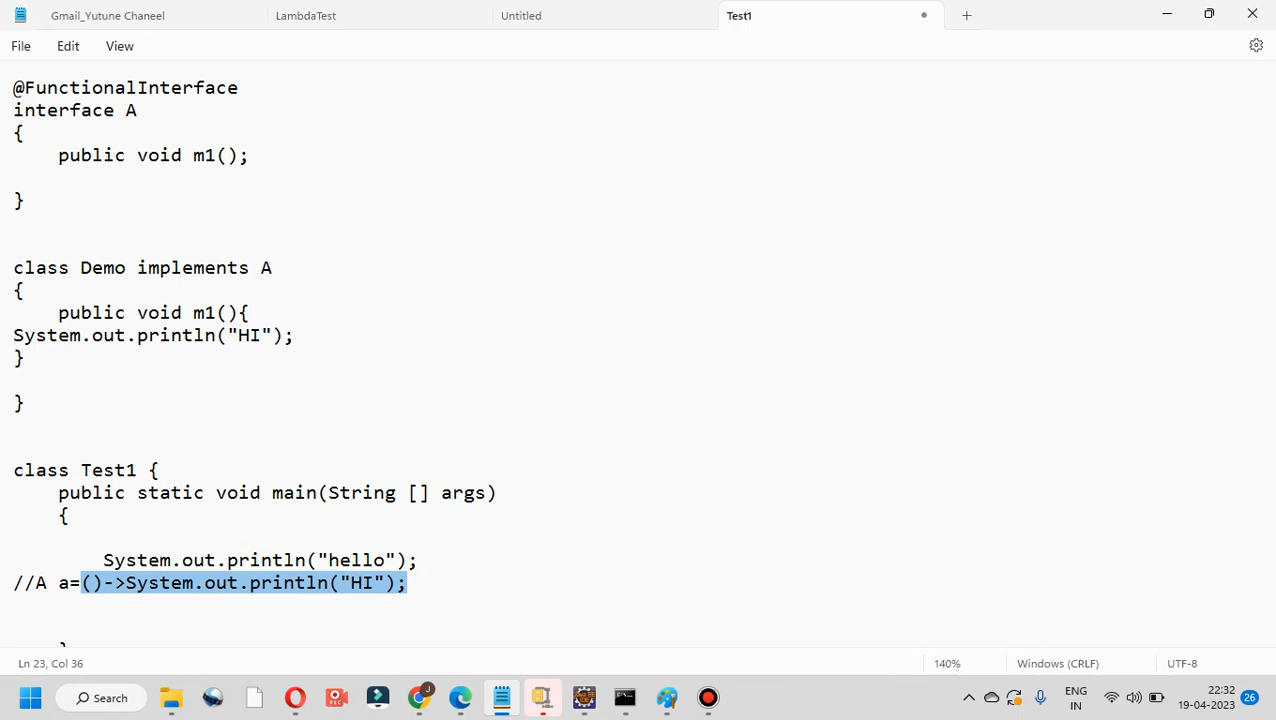 Gmail_Yutune Chaneel
LambdaTest
Untitled
Test1
File Edit View
@FunctionalInterface
interface A
{
public void m1();
}
class Demo implements A
{
public void m1(){
System.out.println("HI");
}
}
class Test1 {
public static void main(String [] args)
{
System.out.println("hello");
//A a=()->System.out.println("HI");
}
Ln 23, Col 36
140%
Windows (CRLF)
UTF-8
Search
REC
J
ENG
IN
22:32
19-04-2023
26